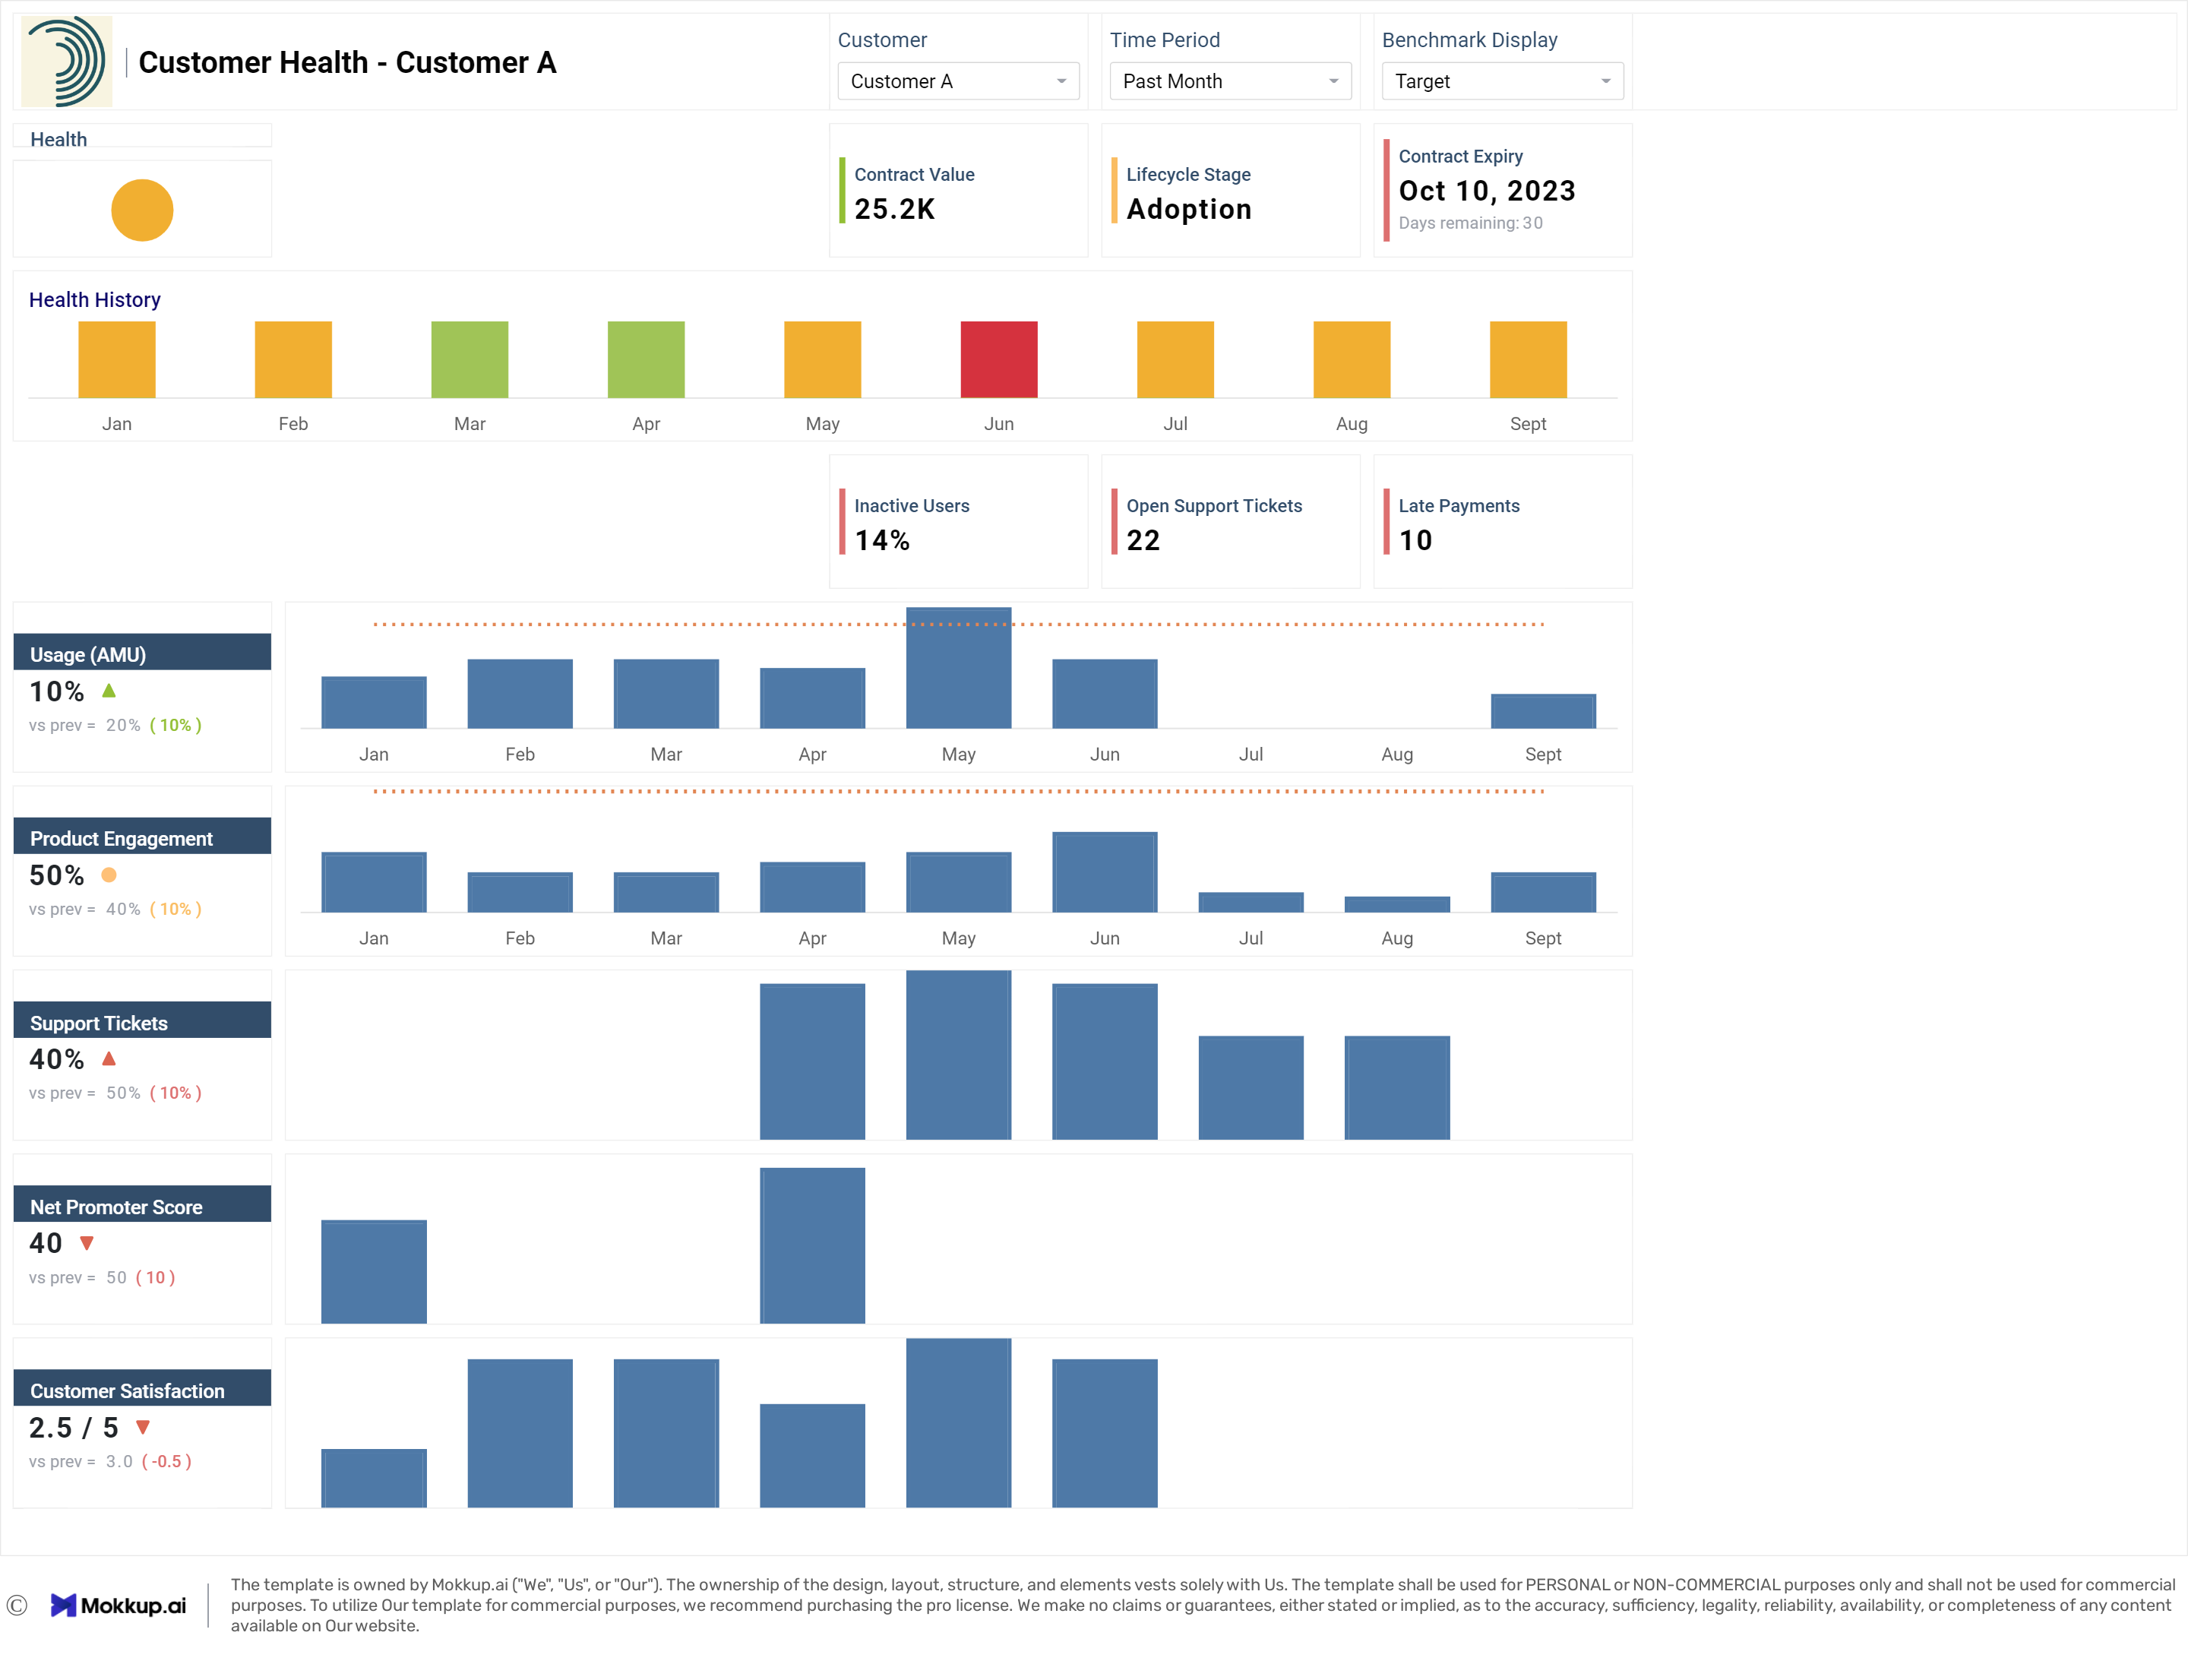 Customer Health - Customer A
Customer
Customer A
Time Period
Past Month
Benchmark Display
Target
Health
Contract Value
25.2K
Lifecycle Stage
Adoption
Contract Expiry
Oct 10, 2023
Days remaining: 30
Health History
Jan Feb Mar Apr May Jun Jul Aug Sept
Inactive Users
14%
Open Support Tickets
22
Late Payments
10
Usage (AMU)
10%
vs prev = 20% ( 10% )
Jan Feb Mar Apr May Jun Jul Aug Sept
Product Engagement
50%
vs prev = 40% ( 10% )
Jan Feb Mar Apr May Jun Jul Aug Sept
Support Tickets
40%
vs prev = 50% ( 10% )
Net Promoter Score
40
vs prev = 50 ( 10 )
Customer Satisfaction
2.5 / 5
vs prev = 3.0 ( -0.5 )
© Mokkup.ai
The template is owned by Mokkup.ai ("We", "Us", or "Our"). The ownership of the design, layout, structure, and elements vests solely with Us. The template shall be used for PERSONAL or NON-COMMERCIAL purposes only and shall not be used for commercial
purposes. To utilize Our template for commercial purposes, we recommend purchasing the pro license. We make no claims or guarantees, either stated or implied, as to the accuracy, sufficiency, legality, reliability, availability, or completeness of any content
available on Our website.